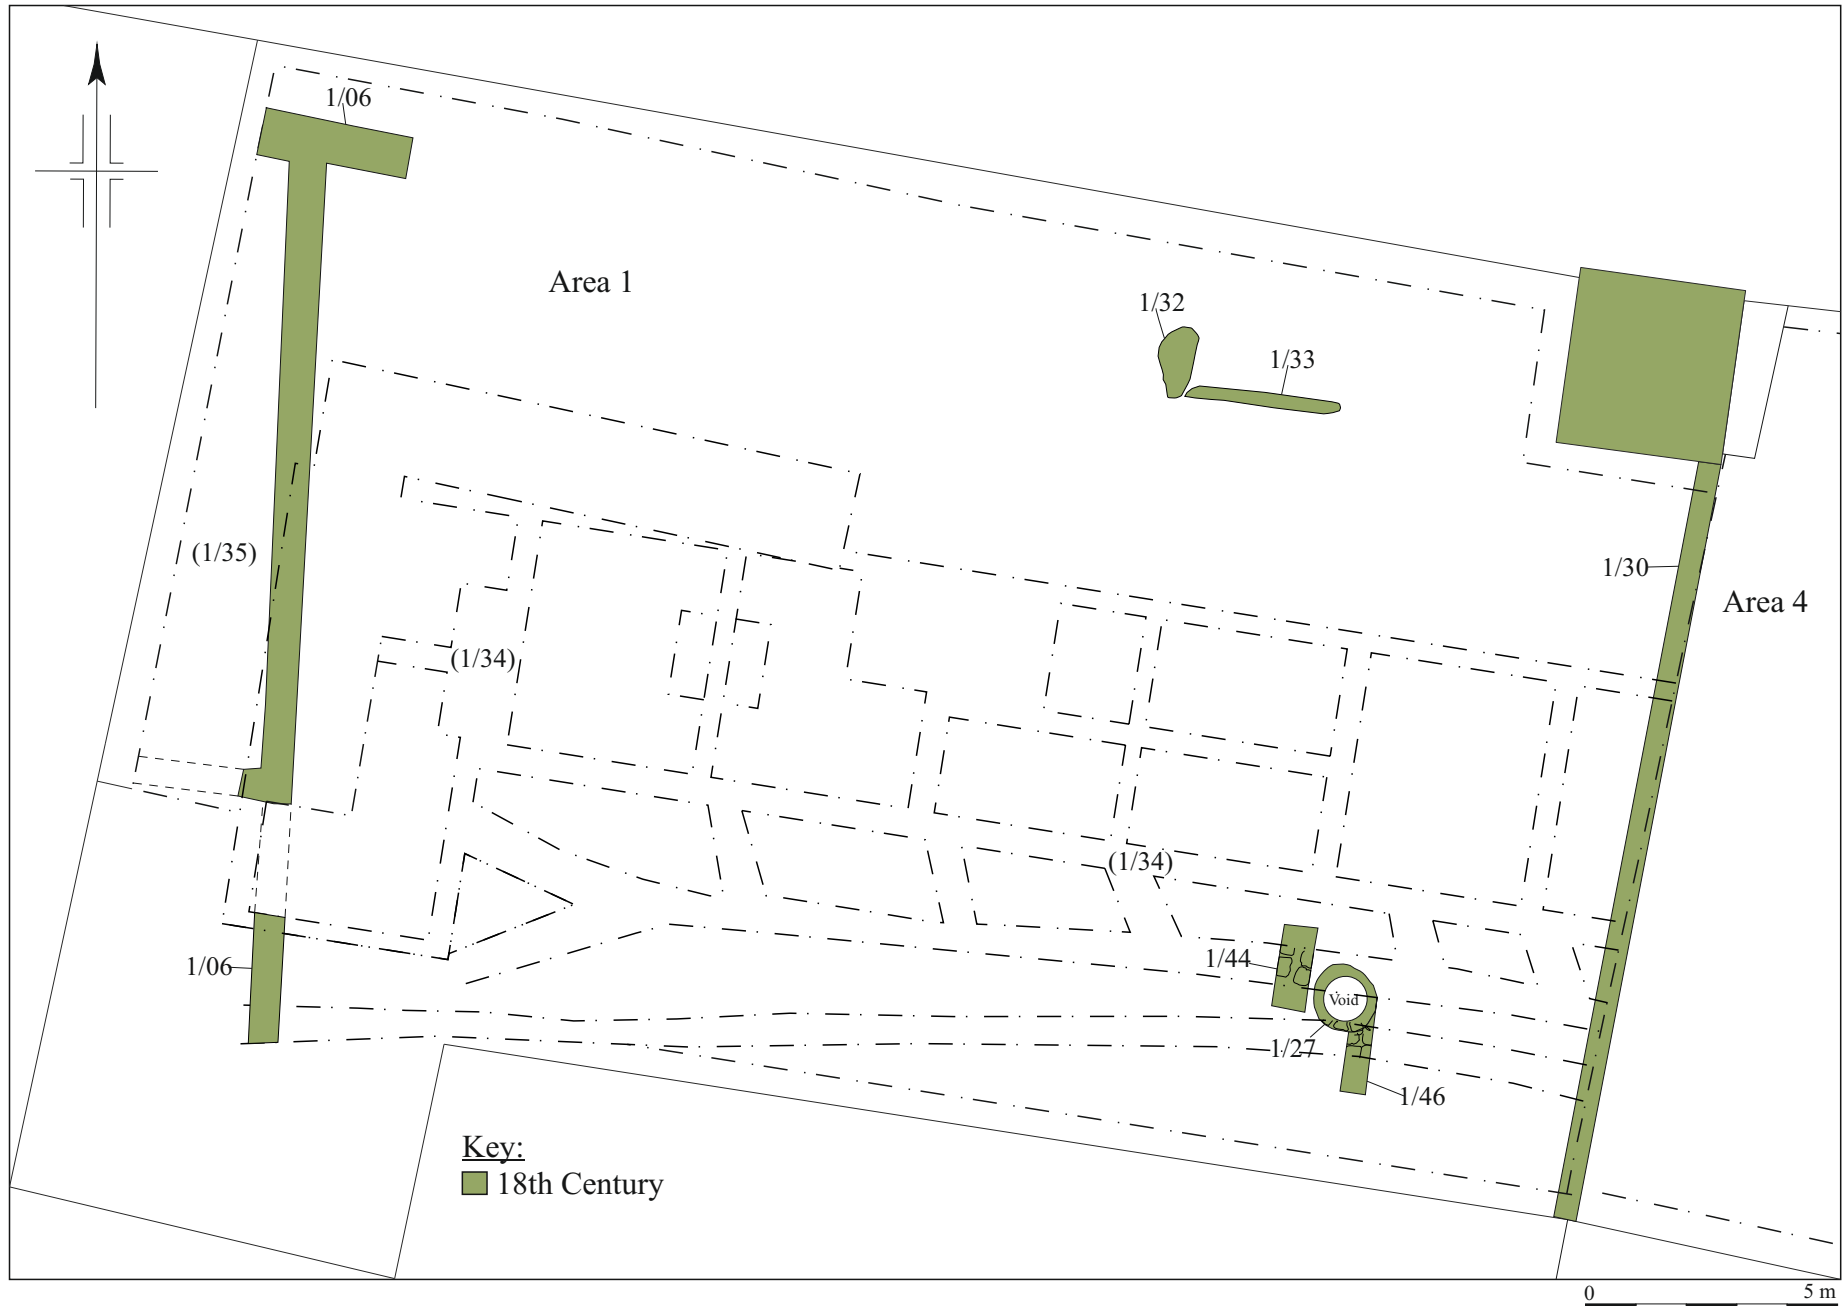 1/06
Area 1
1/32
1/33
(1/35)
1/30
Area 4
(1/34)
(1/34)
1/06
1/44
Void
1/27
1/46
Key:
18th Century
0 5 m